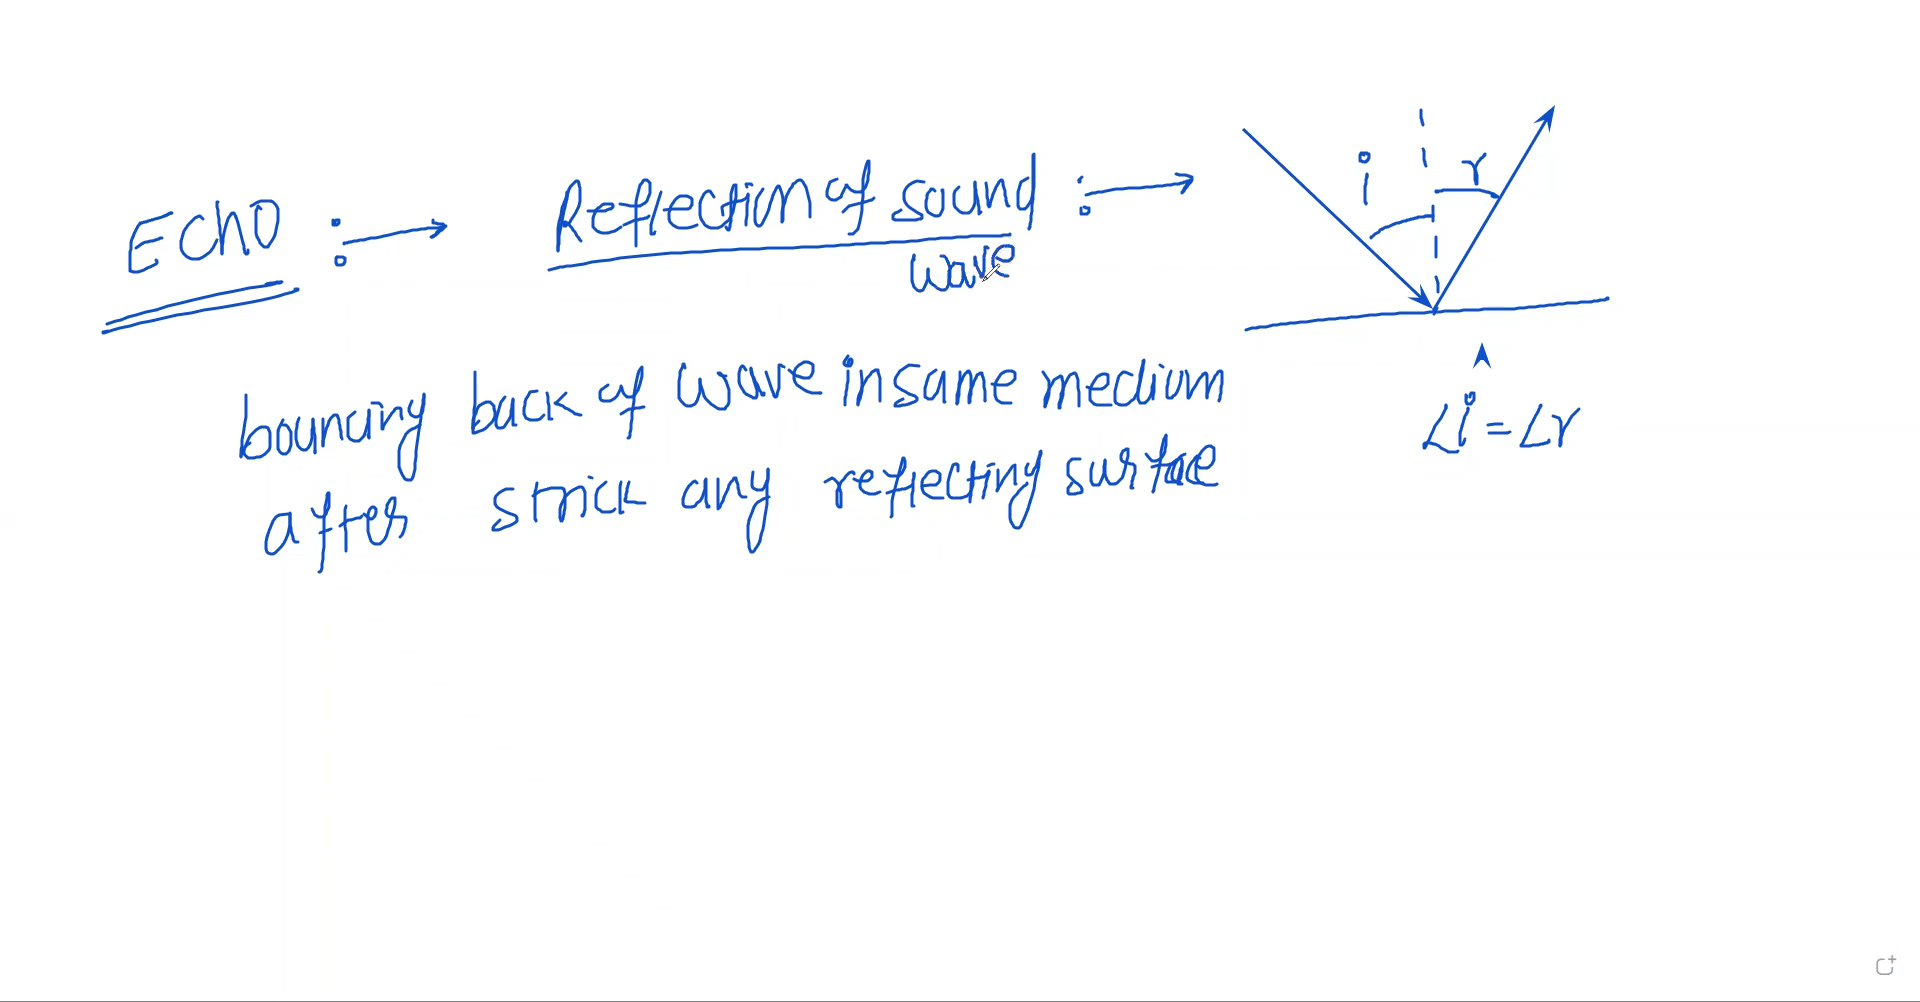 ECHO :→ Reflection of sound :→
wave
i r
bouncing back of wave in same medium
after strick any reflecting surface
∠i = ∠r